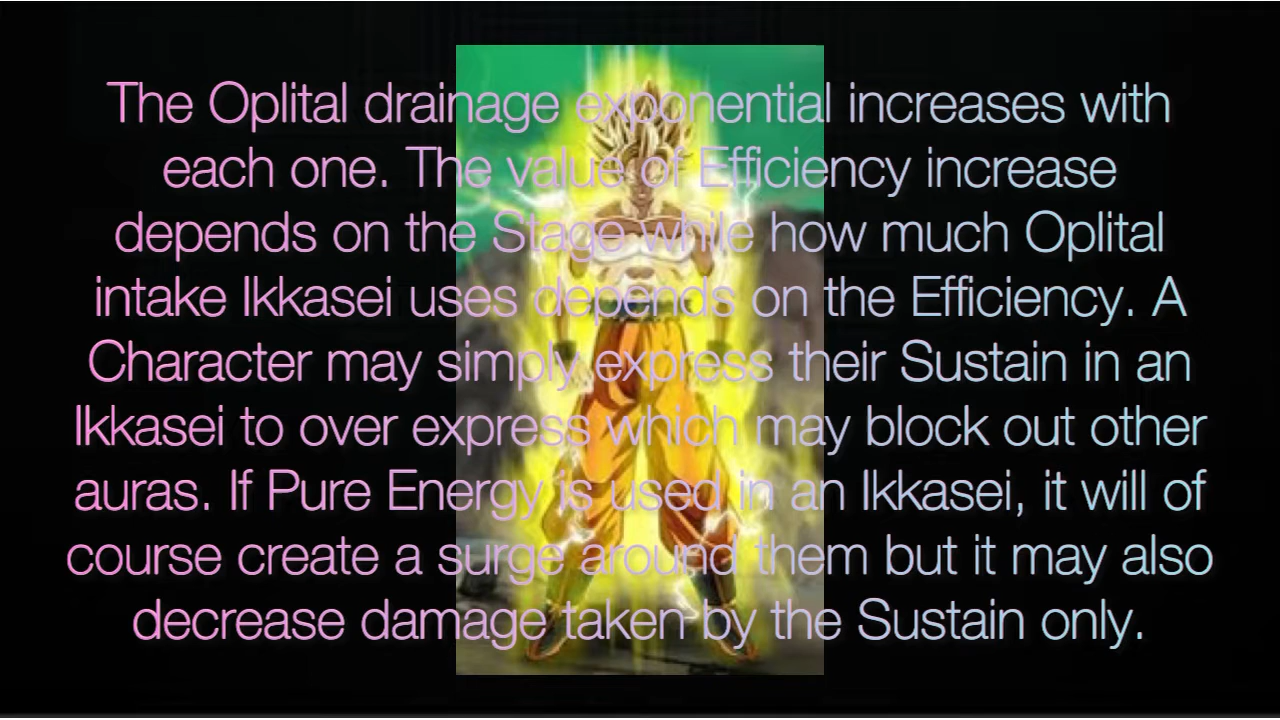 The Oplital drainage exponential increases with
each one. The value of Efficiency increase
depends on the Stage while how much Oplital
intake Ikkasei uses depends on the Efficiency. A
Character may simply express their Sustain in an
Ikkasei to over express which may block out other
auras. If Pure Energy is used in an Ikkasei, it will of
course create a surge around them but it may also
decrease damage taken by the Sustain only.